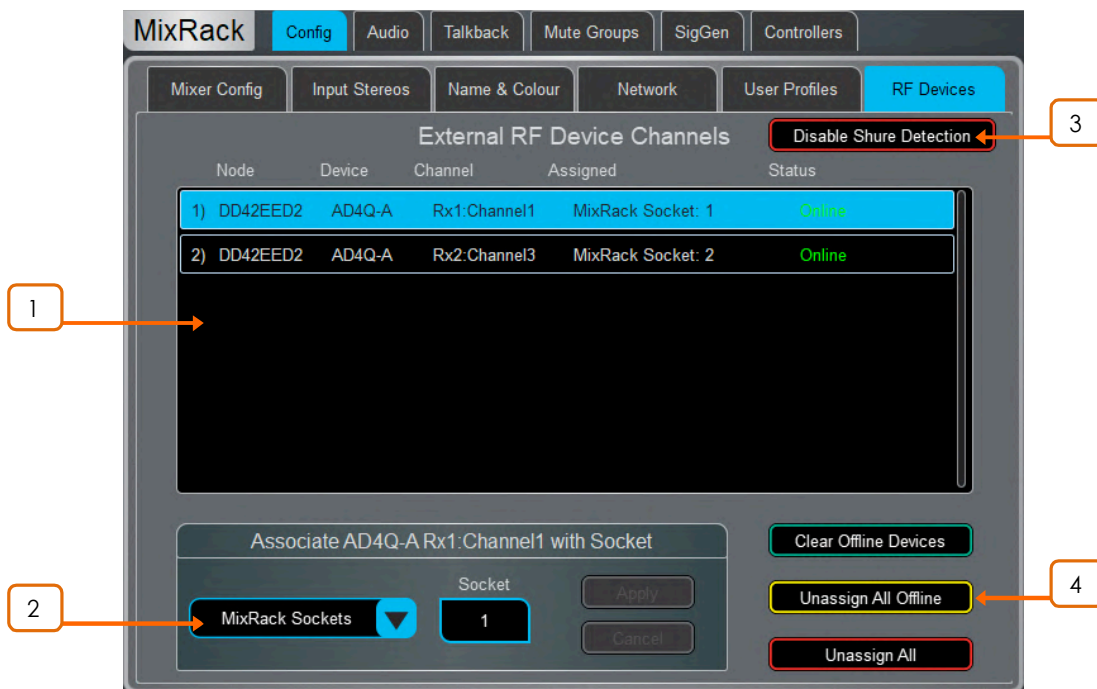 MixRack Config Audio Talkback Mute Groups SigGen Controllers
Mixer Config Input Stereos Name & Colour Network User Profiles RF Devices
External RF Device Channels Disable Shure Detection 3
Node Device Channel Assigned Status
1) DD42EED2 AD4Q-A Rx1:Channel1 MixRack Socket: 1 Online
2) DD42EED2 AD4Q-A Rx2:Channel3 MixRack Socket: 2 Online
1
Associate AD4Q-A Rx1:Channel1 with Socket Clear Offline Devices
Socket
Apply
2 MixRack Sockets 1 Unassign All Offline 4
Cancel
Unassign All